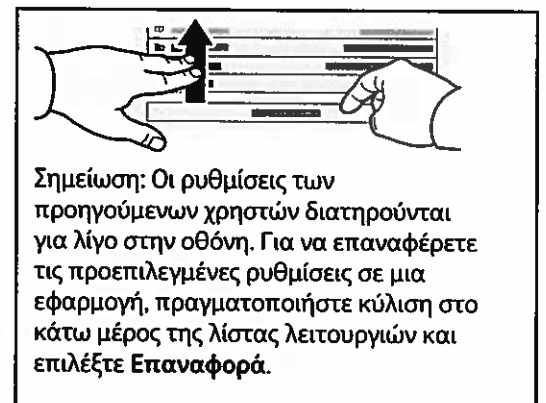 Σημείωση: Οι ρυθμίσεις των
προηγούμενων χρηστών διατηρούνται
για λίγο στην οθόνη. Για να επαναφέρετε
τις προεπιλεγμένες ρυθμίσεις σε μια
εφαρμογή, πραγματοποιήστε κύλιση στο
κάτω μέρος της λίστας λειτουργιών και
επιλέξτε Επαναφορά.